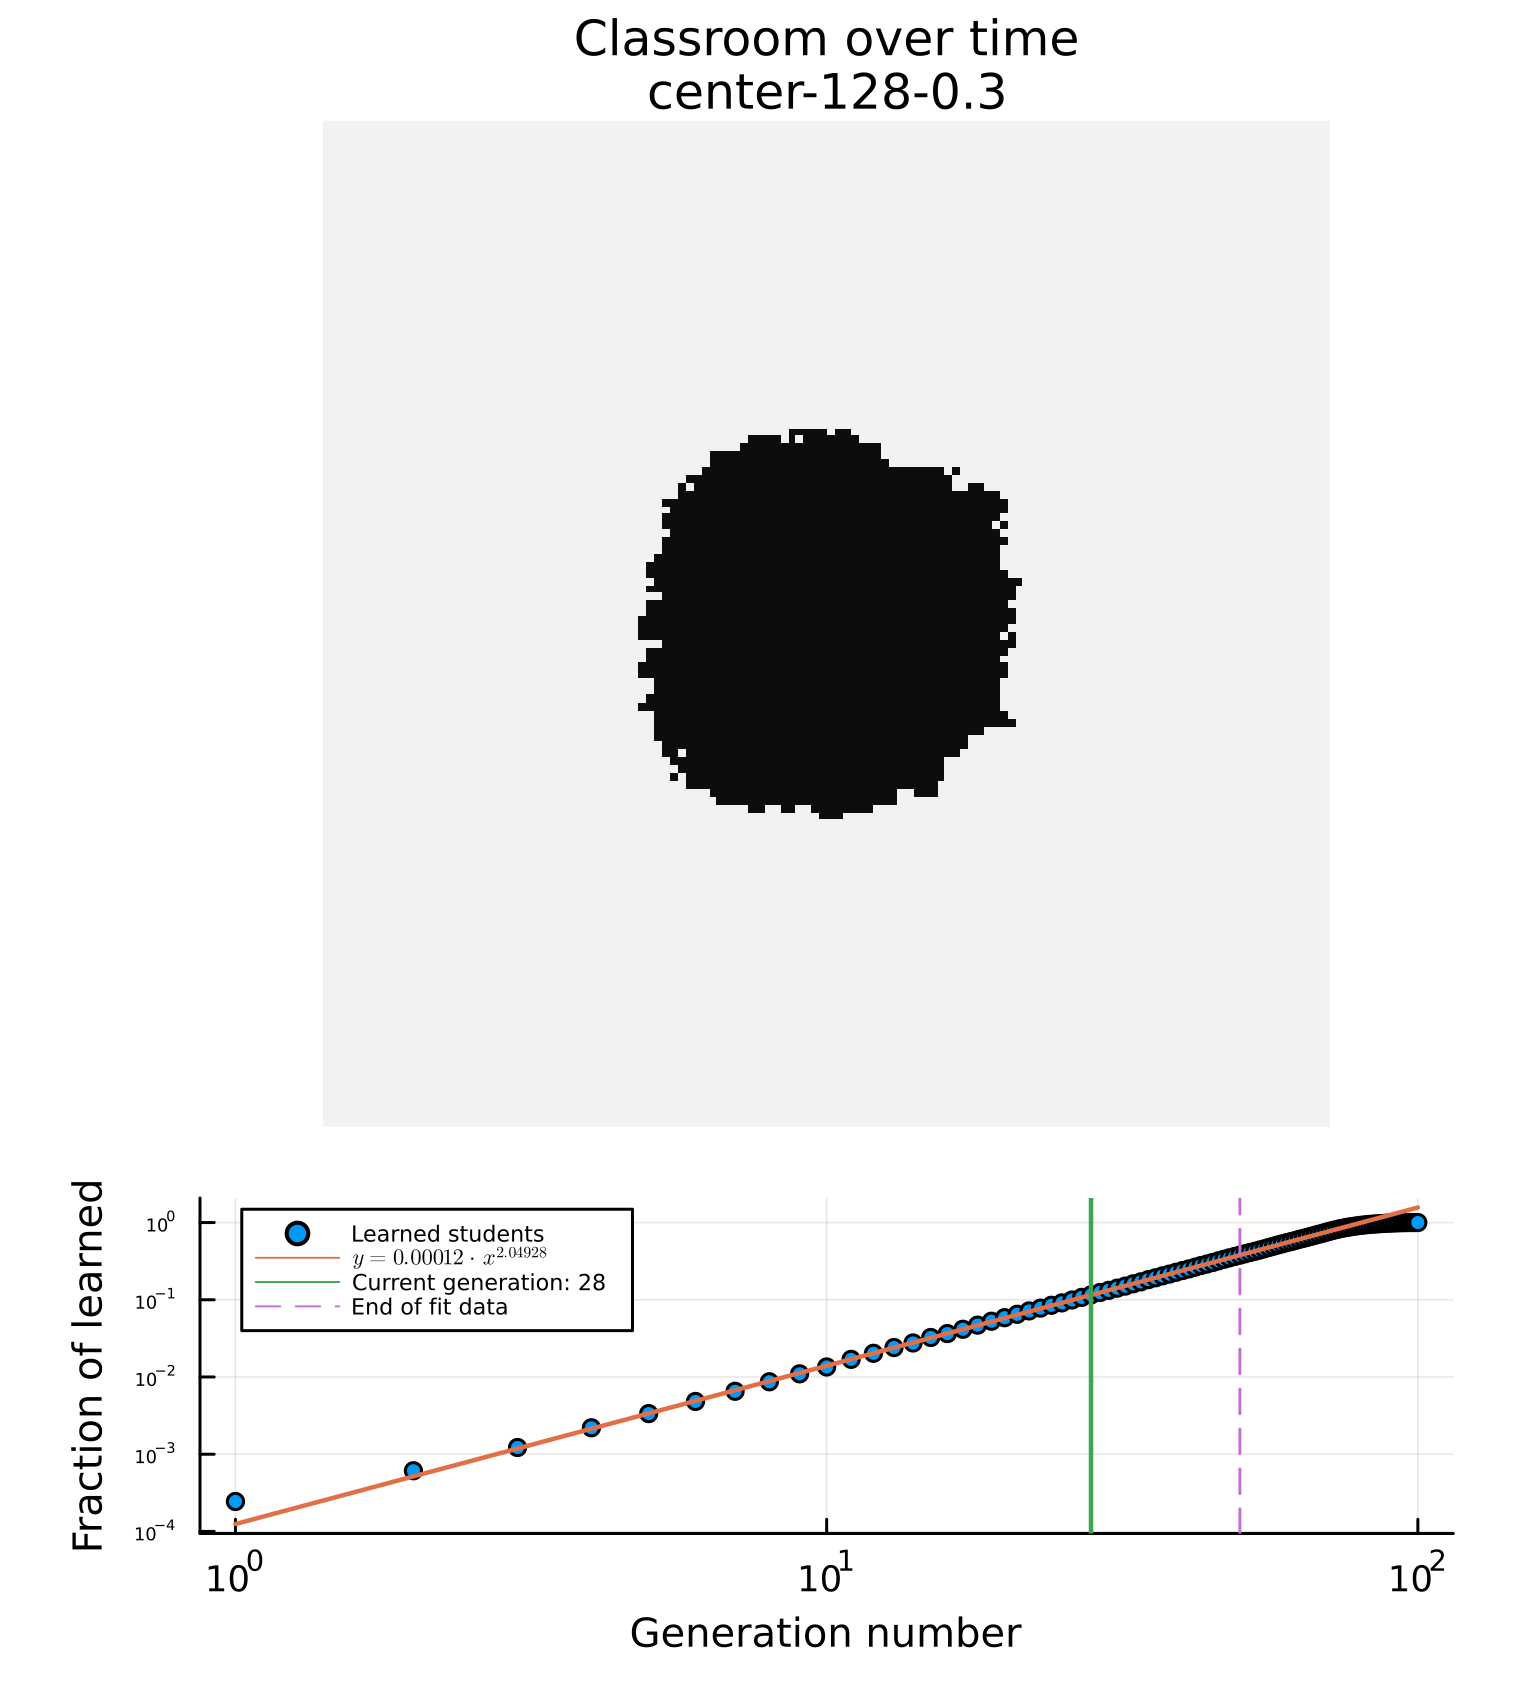 Classroom over time
center-128-0.3
Fraction of learned
10^0
10^-1
10^-2
10^-3
10^-4
Learned students
y = 0.00012 · x^2.04928
Current generation: 28
End of fit data
10^0 10^1 10^2
Generation number